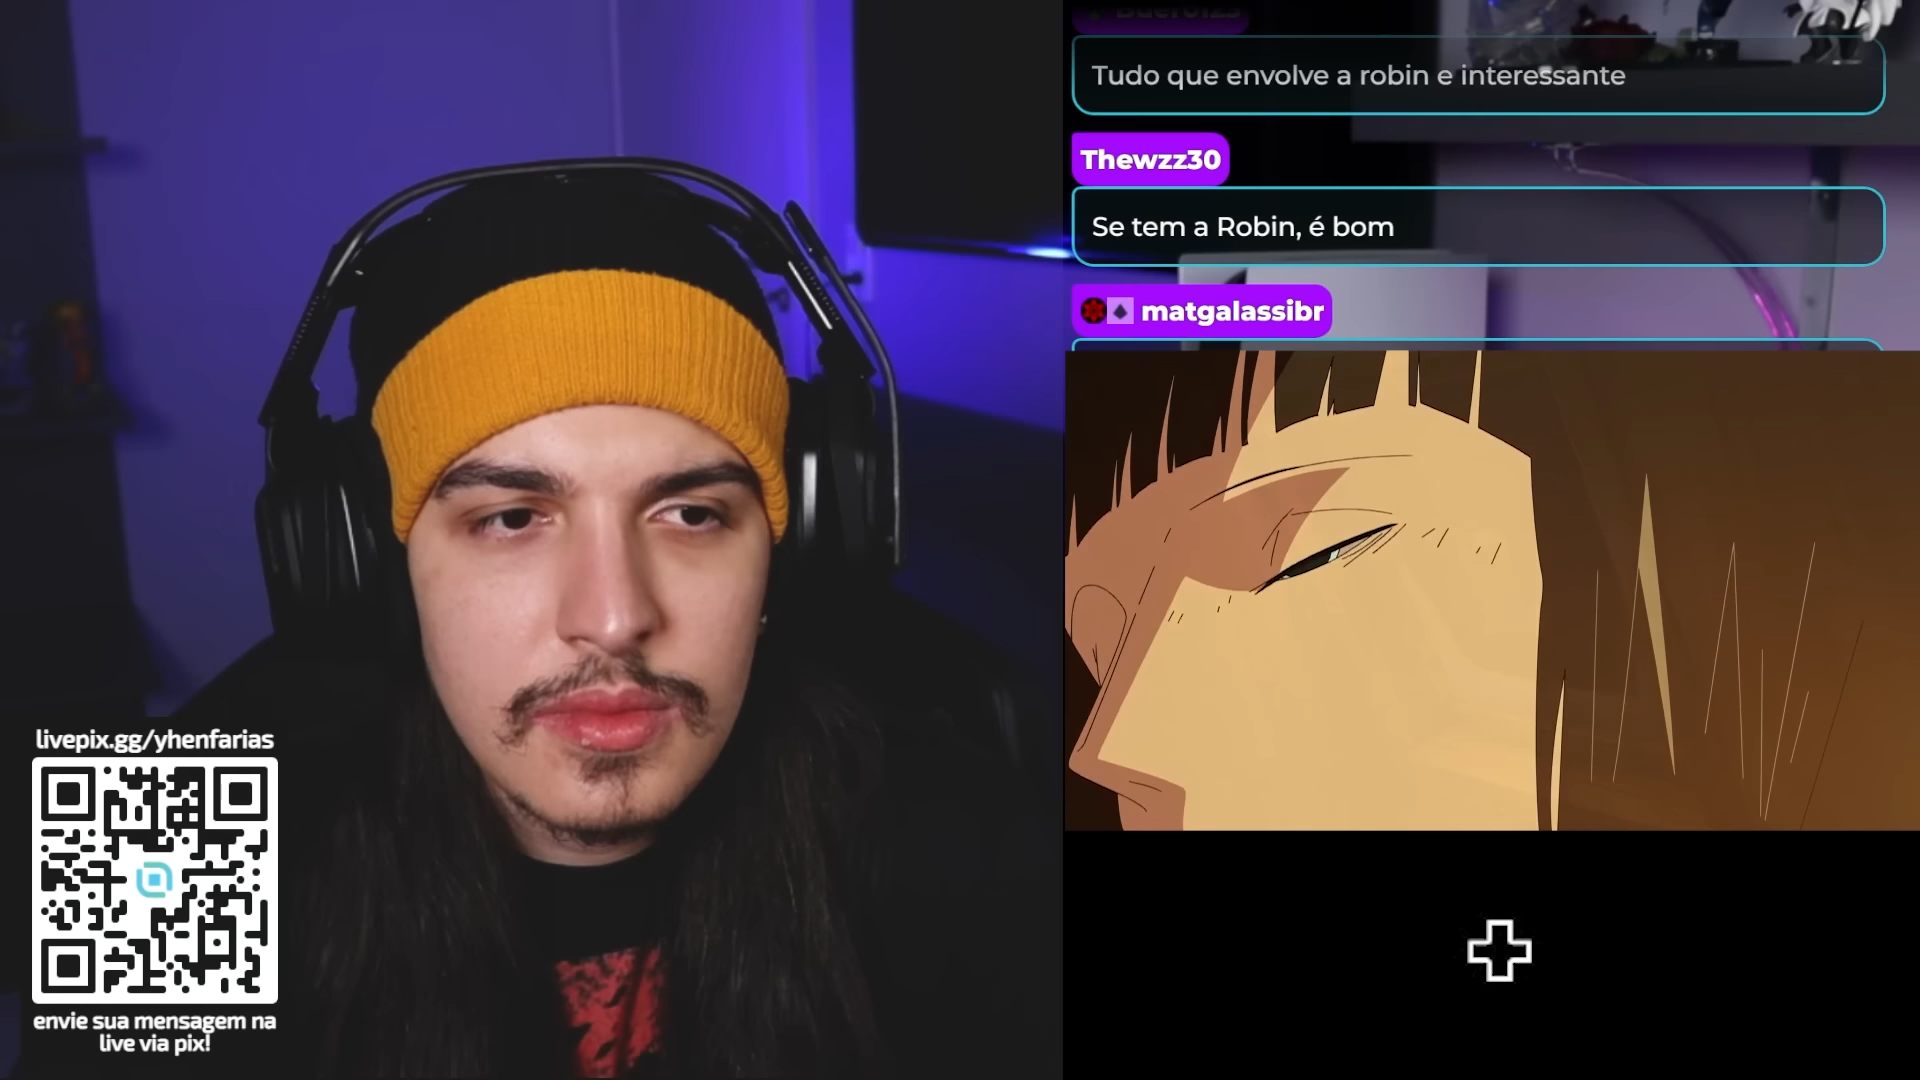 Tudo que envolve a robin e interessante
Thewzz30
Se tem a Robin, é bom
matgalassibr
livepix.gg/yhenfarias
envie sua mensagem na
live via pix!